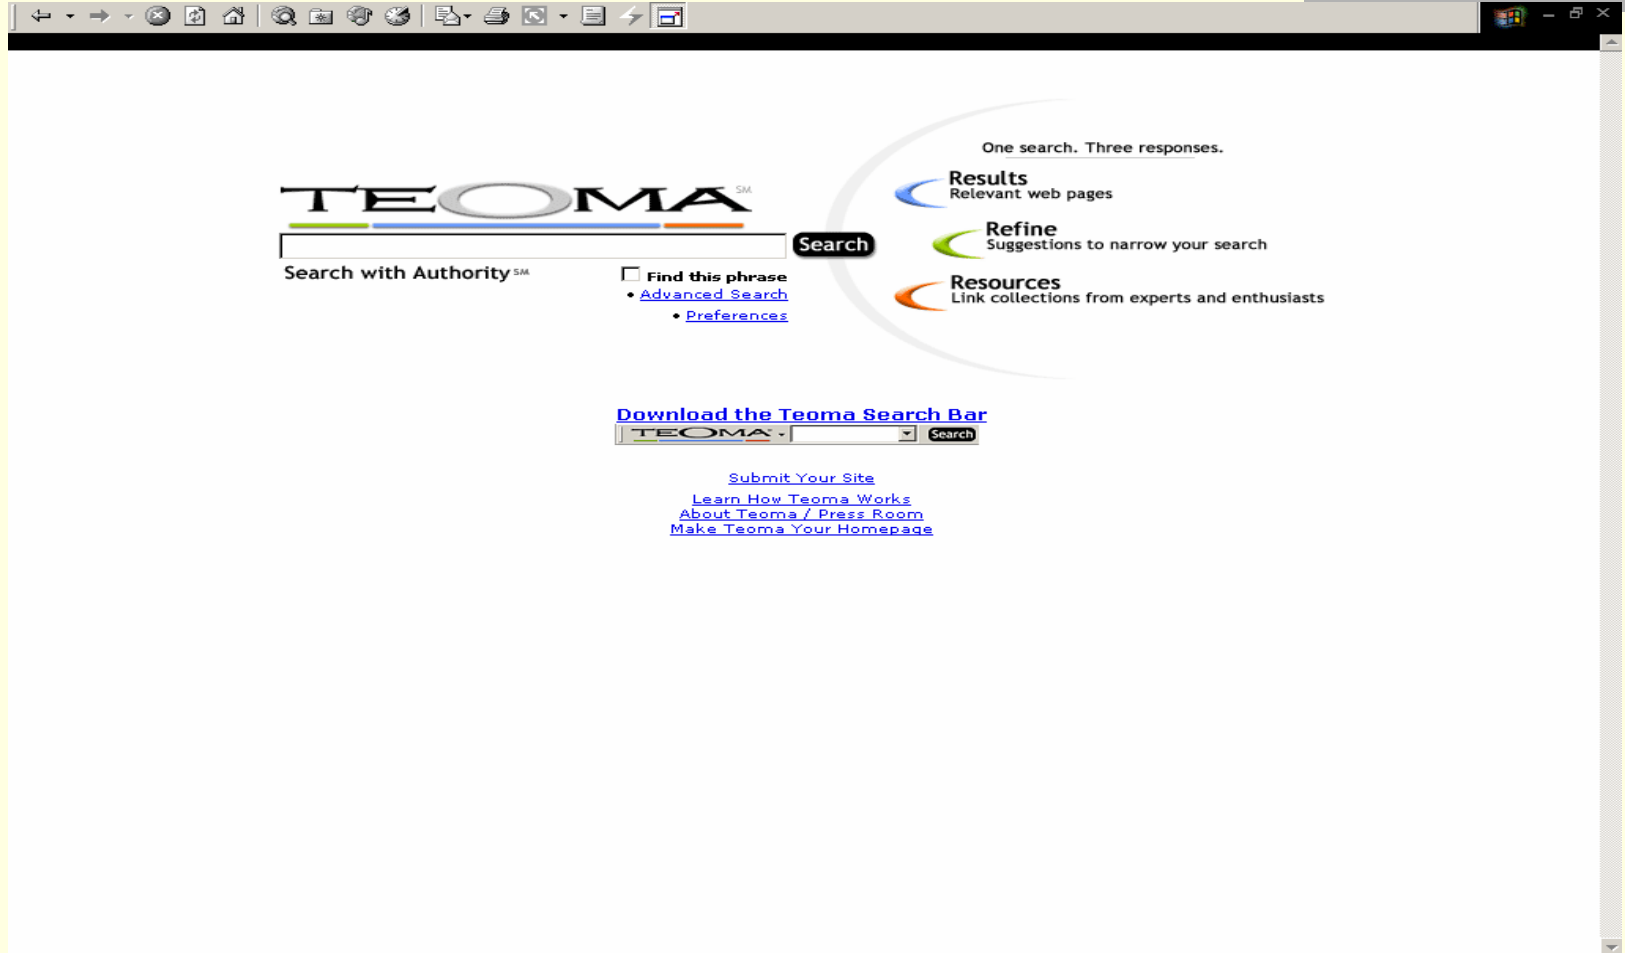 TEOMA SM
Search
Search with Authority SM
Find this phrase
• Advanced Search
• Preferences
One search. Three responses.
Results
Relevant web pages
Refine
Suggestions to narrow your search
Resources
Link collections from experts and enthusiasts
Download the Teoma Search Bar
TEOMA Search
Submit Your Site
Learn How Teoma Works
About Teoma / Press Room
Make Teoma Your Homepage